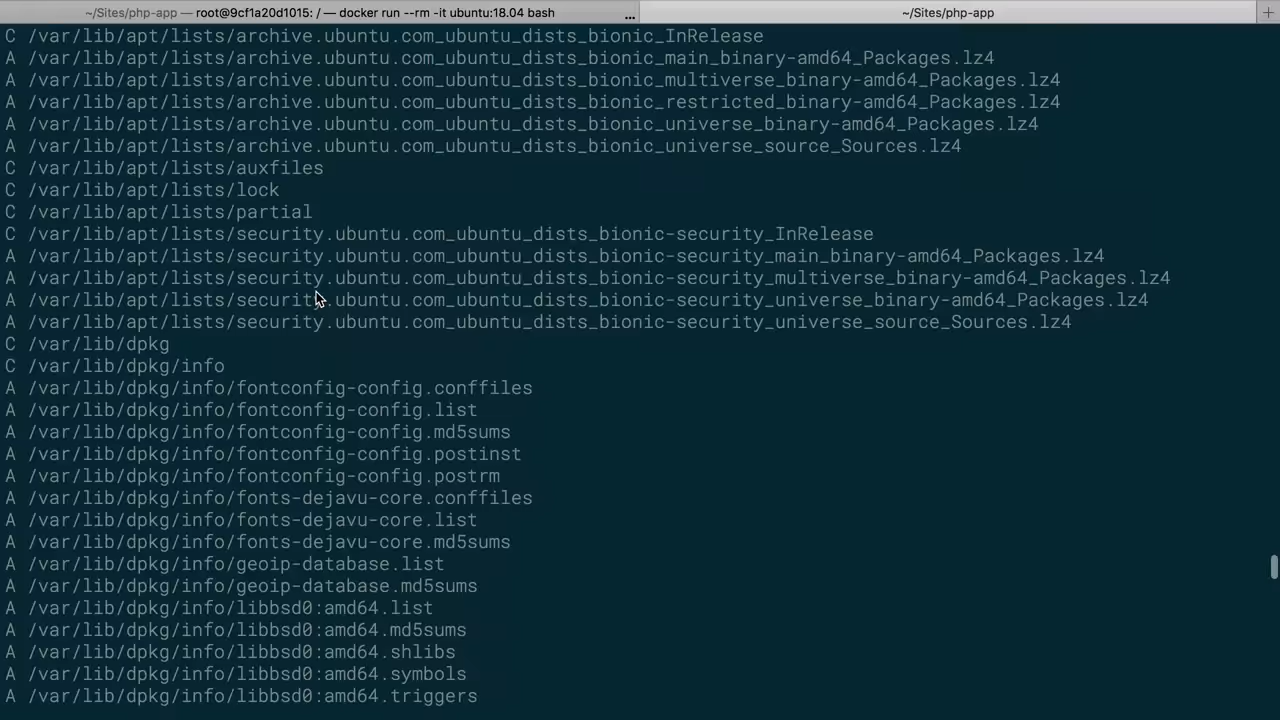 ~/Sites/php-app — root@9cf1a20d1015: / — docker run --rm -it ubuntu:18.04 bash ... ~/Sites/php-app +
C /var/lib/apt/lists/archive.ubuntu.com_ubuntu_dists_bionic_InRelease
A /var/lib/apt/lists/archive.ubuntu.com_ubuntu_dists_bionic_main_binary-amd64_Packages.lz4
A /var/lib/apt/lists/archive.ubuntu.com_ubuntu_dists_bionic_multiverse_binary-amd64_Packages.lz4
A /var/lib/apt/lists/archive.ubuntu.com_ubuntu_dists_bionic_restricted_binary-amd64_Packages.lz4
A /var/lib/apt/lists/archive.ubuntu.com_ubuntu_dists_bionic_universe_binary-amd64_Packages.lz4
A /var/lib/apt/lists/archive.ubuntu.com_ubuntu_dists_bionic_universe_source_Sources.lz4
C /var/lib/apt/lists/auxfiles
C /var/lib/apt/lists/lock
C /var/lib/apt/lists/partial
C /var/lib/apt/lists/security.ubuntu.com_ubuntu_dists_bionic-security_InRelease
A /var/lib/apt/lists/security.ubuntu.com_ubuntu_dists_bionic-security_main_binary-amd64_Packages.lz4
A /var/lib/apt/lists/security.ubuntu.com_ubuntu_dists_bionic-security_multiverse_binary-amd64_Packages.lz4
A /var/lib/apt/lists/security.ubuntu.com_ubuntu_dists_bionic-security_universe_binary-amd64_Packages.lz4
A /var/lib/apt/lists/security.ubuntu.com_ubuntu_dists_bionic-security_universe_source_Sources.lz4
C /var/lib/dpkg
C /var/lib/dpkg/info
A /var/lib/dpkg/info/fontconfig-config.conffiles
A /var/lib/dpkg/info/fontconfig-config.list
A /var/lib/dpkg/info/fontconfig-config.md5sums
A /var/lib/dpkg/info/fontconfig-config.postinst
A /var/lib/dpkg/info/fontconfig-config.postrm
A /var/lib/dpkg/info/fonts-dejavu-core.conffiles
A /var/lib/dpkg/info/fonts-dejavu-core.list
A /var/lib/dpkg/info/fonts-dejavu-core.md5sums
A /var/lib/dpkg/info/geoip-database.list
A /var/lib/dpkg/info/geoip-database.md5sums
A /var/lib/dpkg/info/libbsd0:amd64.list
A /var/lib/dpkg/info/libbsd0:amd64.md5sums
A /var/lib/dpkg/info/libbsd0:amd64.shlibs
A /var/lib/dpkg/info/libbsd0:amd64.symbols
A /var/lib/dpkg/info/libbsd0:amd64.triggers